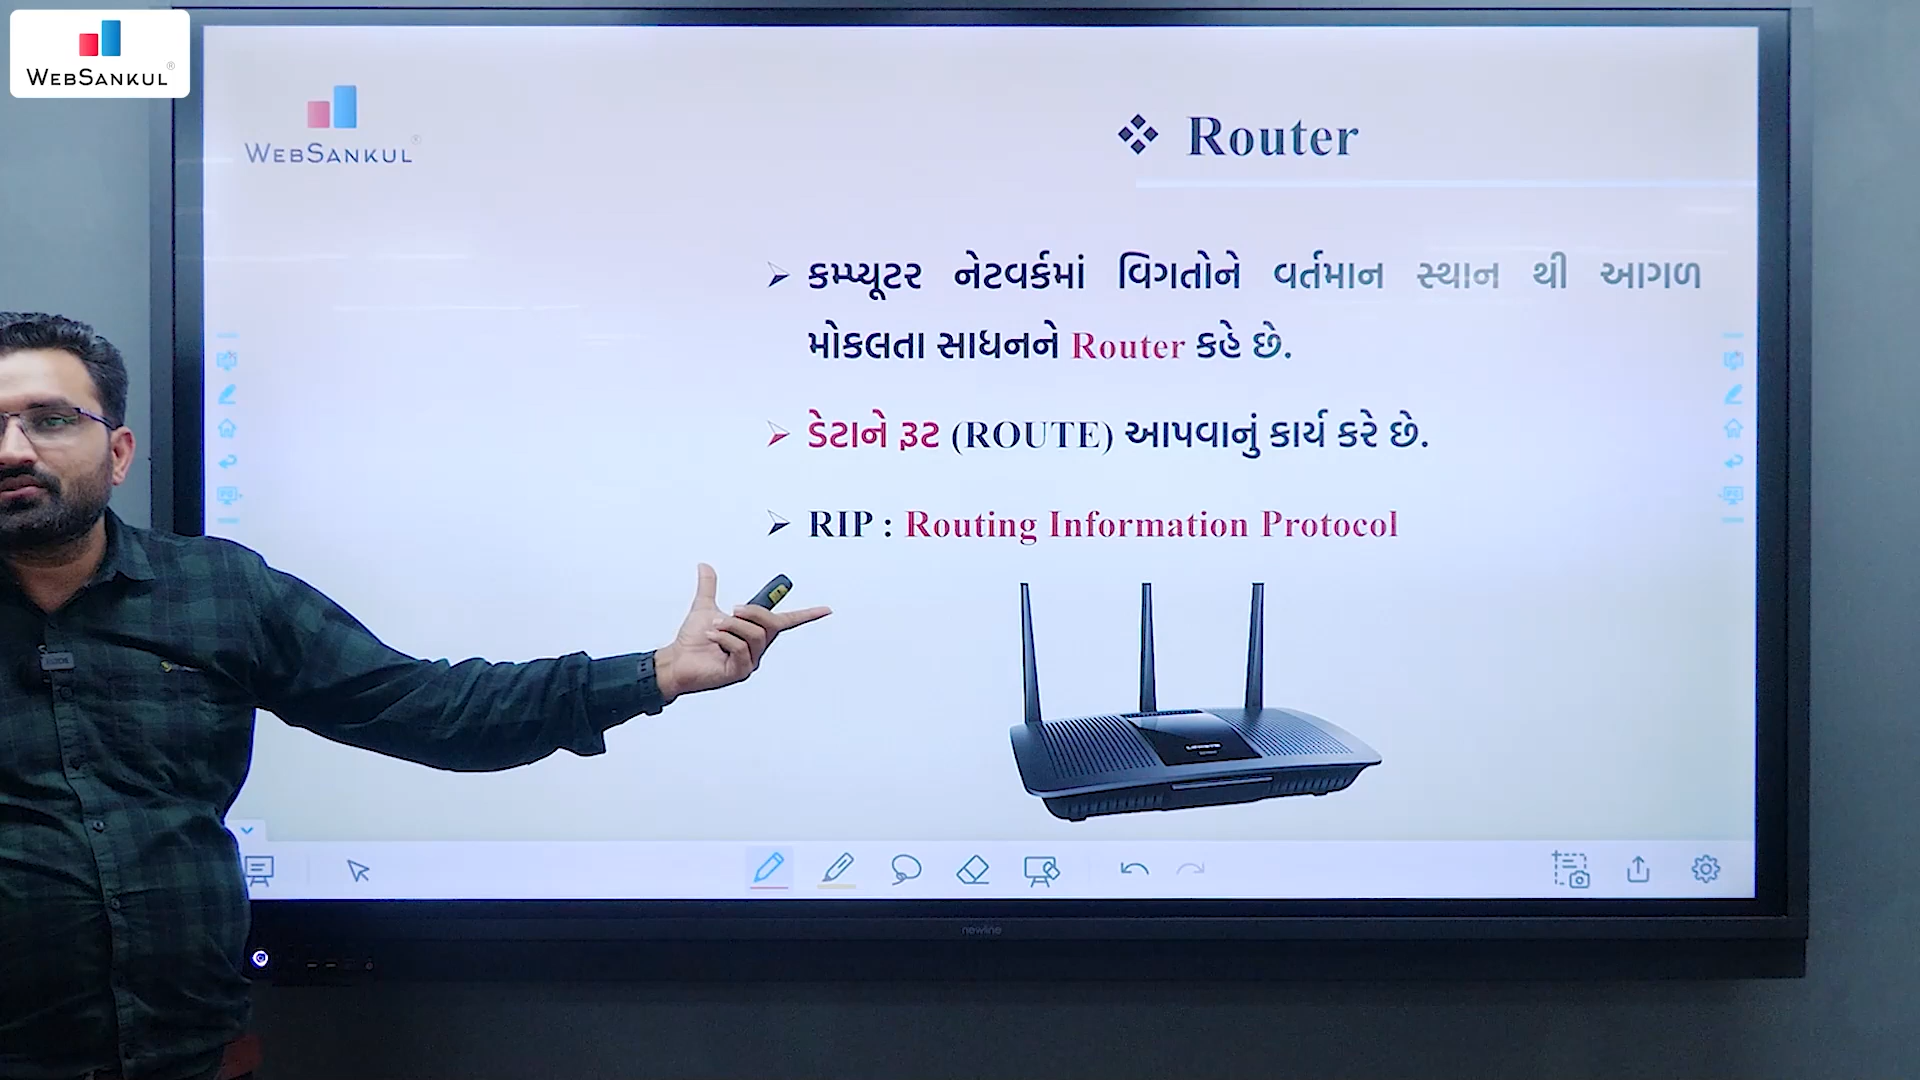 WEBSANKUL
WEBSANKUL
❖ Router
➢ કમ્પ્યૂટર નેટવર્કમાં વિગતોને વર્તમાન સ્થાન થી આગળ
મોકલતા સાધનને Router કહે છે.
➢ ડેટાને રૂટ (ROUTE) આપવાનું કાર્ય કરે છે.
➢ RIP : Routing Information Protocol
newline